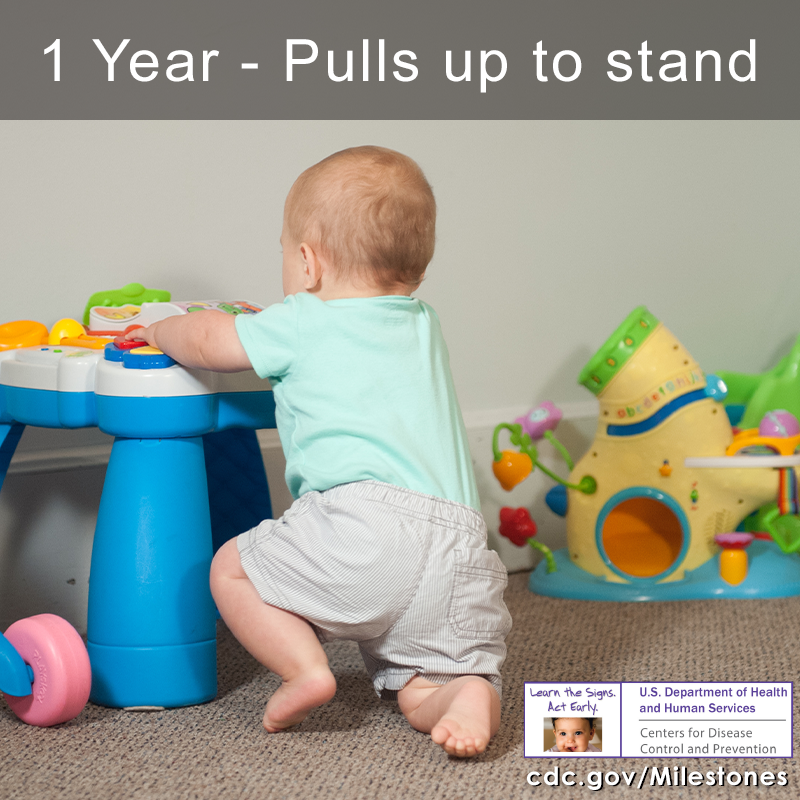 1 Year - Pulls up to stand
abcdefghijk
Learn the Signs.
Act Early.
U.S. Department of Health
and Human Services
Centers for Disease
Control and Prevention
cdc.gov/Milestones